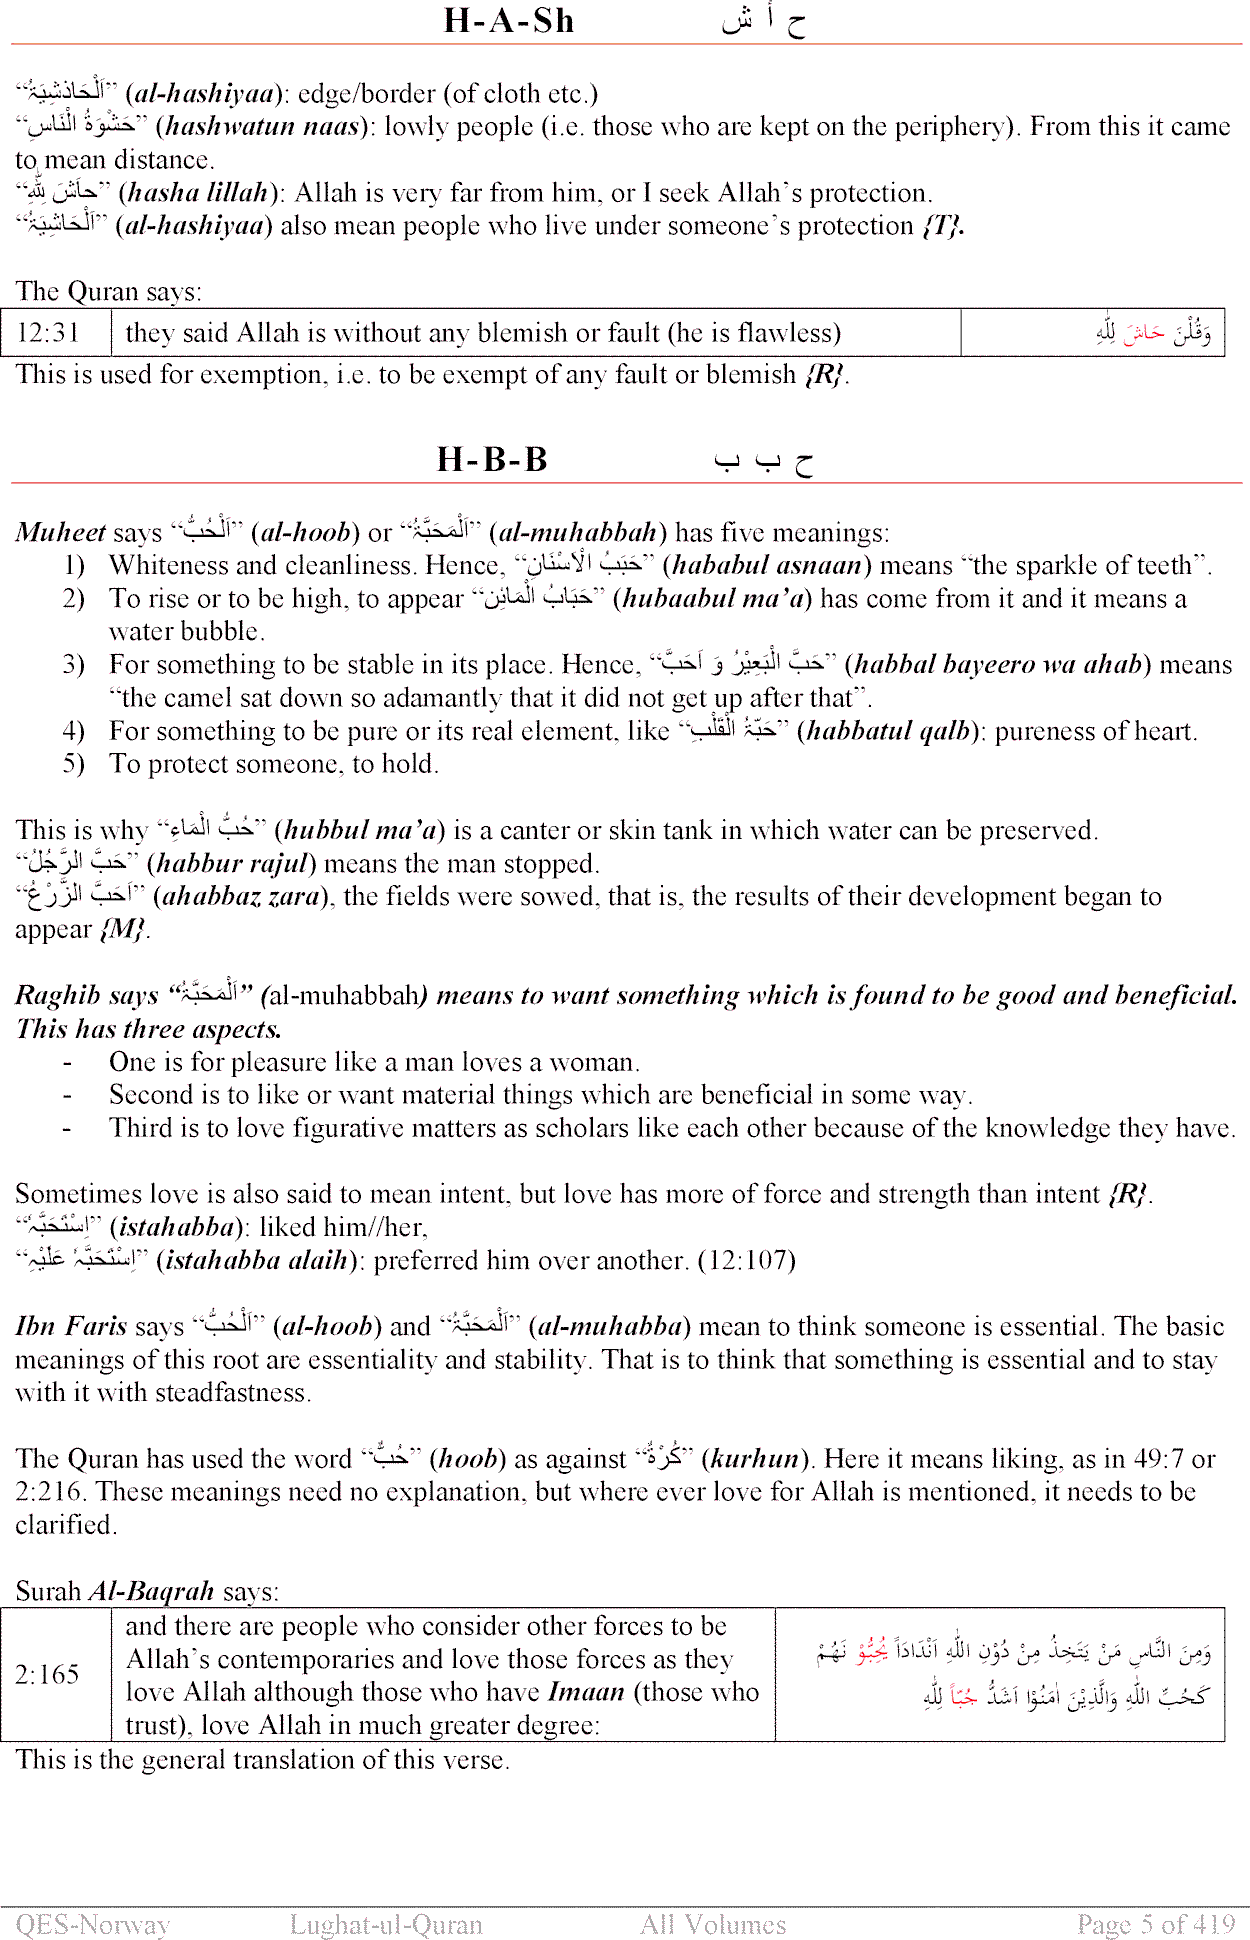 H-A-Sh ح أ ش
“اَلْحَاذشِيَۃُ” (al-hashiyaa): edge/border (of cloth etc.)
“حَشْوَۃُ الْنَاسِ” (hashwatun naas): lowly people (i.e. those who are kept on the periphery). From this it came
to mean distance.
“حاَشَ لِلّٰہِ” (hasha lillah): Allah is very far from him, or I seek Allah’s protection.
“اَلْحَاشِيَۃُ” (al-hashiyaa) also mean people who live under someone’s protection {T}.
The Quran says:
12:31 they said Allah is without any blemish or fault (he is flawless) وَقُلْنَ حَاشَ لِلّٰهِ
This is used for exemption, i.e. to be exempt of any fault or blemish {R}.
H-B-B ح ب ب
Muheet says “اَلْحُبُّ” (al-hoob) or “اَلْمَحَبَّۃُ” (al-muhabbah) has five meanings:
1) Whiteness and cleanliness. Hence, “حَبَبُ الْاَسْنَانِ” (hababul asnaan) means “the sparkle of teeth”.
2) To rise or to be high, to appear “حَبَابُ الْمَائِن” (hubaabul ma’a) has come from it and it means a
water bubble.
3) For something to be stable in its place. Hence, “حَبَّ الْبَعِيْرُ وَ اَحَبَّ” (habbal bayeero wa ahab) means
“the camel sat down so adamantly that it did not get up after that”.
4) For something to be pure or its real element, like “حَبَّۃُ الْقَلْبِ” (habbatul qalb): pureness of heart.
5) To protect someone, to hold.
This is why “حُبُّ الْمَاءِ” (hubbul ma’a) is a canter or skin tank in which water can be preserved.
“حَبَّ الرَّجُلُ” (habbur rajul) means the man stopped.
“اَحَبَّ الزَّرْعُ” (ahabbaz zara), the fields were sowed, that is, the results of their development began to
appear {M}.
Raghib says “اَلْمَحَبَّۃُ” (al-muhabbah) means to want something which is found to be good and beneficial.
This has three aspects.
- One is for pleasure like a man loves a woman.
- Second is to like or want material things which are beneficial in some way.
- Third is to love figurative matters as scholars like each other because of the knowledge they have.
Sometimes love is also said to mean intent, but love has more of force and strength than intent {R}.
“اِسْتَحَبَّہٗ” (istahabba): liked him//her,
“اِسْتَحَبَّہٗ عَلَيْہِ” (istahabba alaih): preferred him over another. (12:107)
Ibn Faris says “اَلْحُبُّ” (al-hoob) and “اَلْمَحَبَّۃُ” (al-muhabba) mean to think someone is essential. The basic
meanings of this root are essentiality and stability. That is to think that something is essential and to stay
with it with steadfastness.
The Quran has used the word “حُبٌّ” (hoob) as against “كُرْۃٌ” (kurhun). Here it means liking, as in 49:7 or
2:216. These meanings need no explanation, but where ever love for Allah is mentioned, it needs to be
clarified.
Surah Al-Baqrah says:
2:165 and there are people who consider other forces to be
Allah’s contemporaries and love those forces as they
love Allah although those who have Imaan (those who
trust), love Allah in much greater degree:
وَمِنَ النَّاسِ مَنْ يَتَّخِذُ مِنْ دُوْنِ اللّٰهِ اَنْدَادَاً يُحِبُّوْ نَهُمْ
كَحُبِّ اللّٰهِ وَالَّذِيْنَ اٰمَنُوْا اَشَدُّ حُبّاً لِلّٰهِ
This is the general translation of this verse.
QES-Norway Lughat-ul-Quran All Volumes Page 5 of 419